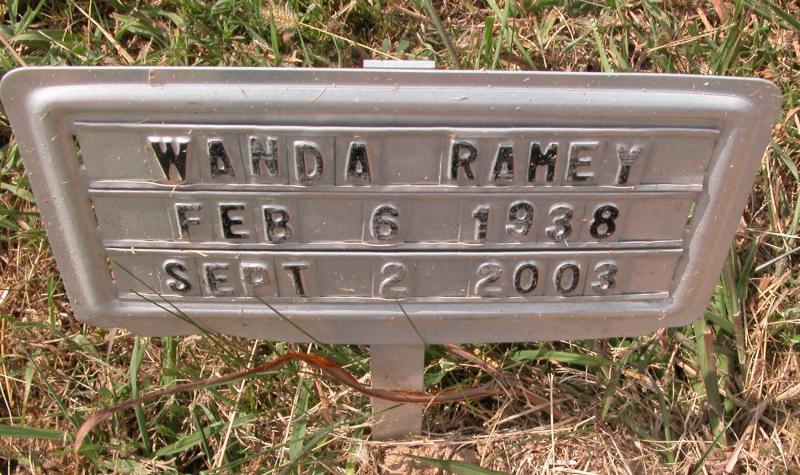 WANDA RAMEY
FEB 6 1938
SEPT 2 2003